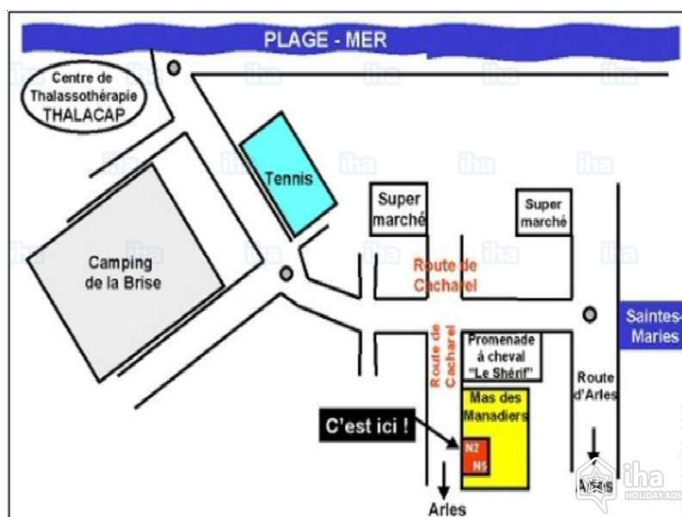 PLAGE - MER
Centre de
Thalassothérapie
THALACAP
Tennis
Super
marché
Super
marché
Camping
de la Brise
Route de
Cacharel
Saintes-
Maries
Route de
Cacharel
Promenade
à cheval
"Le Shérif"
Route
d'Arles
Mas des
Manadiers
C'est ici !
N2
N5
Arles
Arles
iha
HOLIDAY ADS